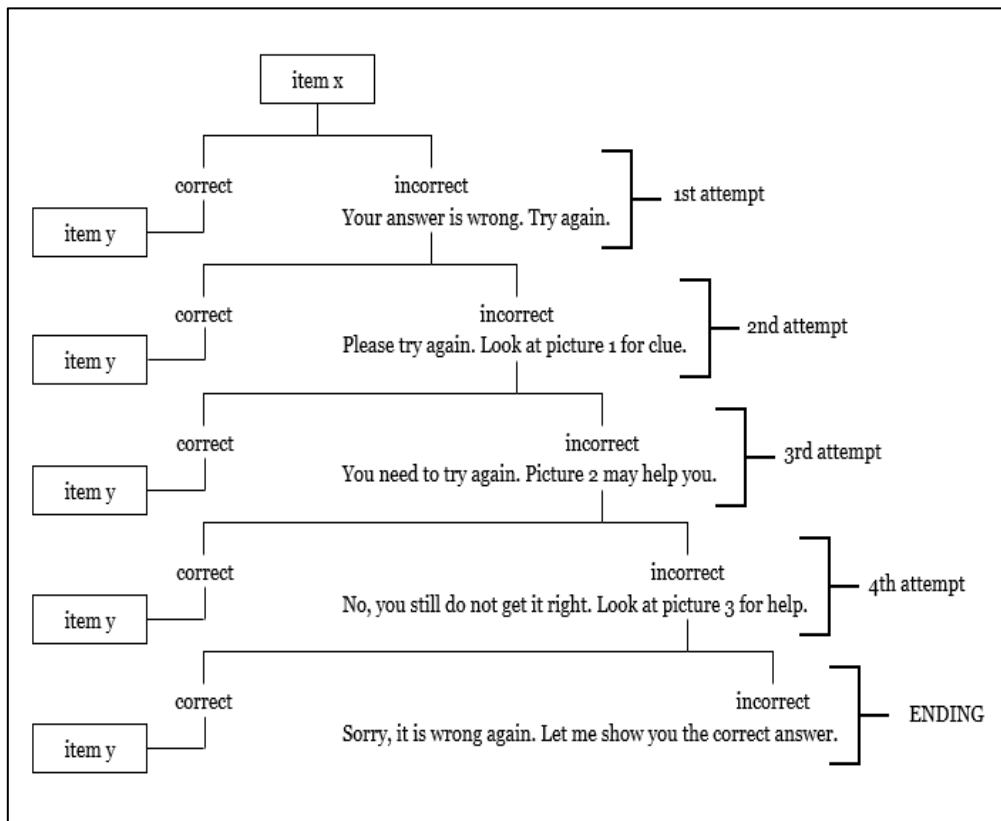 item x
correct
incorrect
Your answer is wrong. Try again.
1st attempt
item y
correct
incorrect
Please try again. Look at picture 1 for clue.
2nd attempt
item y
correct
incorrect
You need to try again. Picture 2 may help you.
3rd attempt
item y
correct
incorrect
No, you still do not get it right. Look at picture 3 for help.
4th attempt
item y
correct
incorrect
Sorry, it is wrong again. Let me show you the correct answer.
ENDING
item y